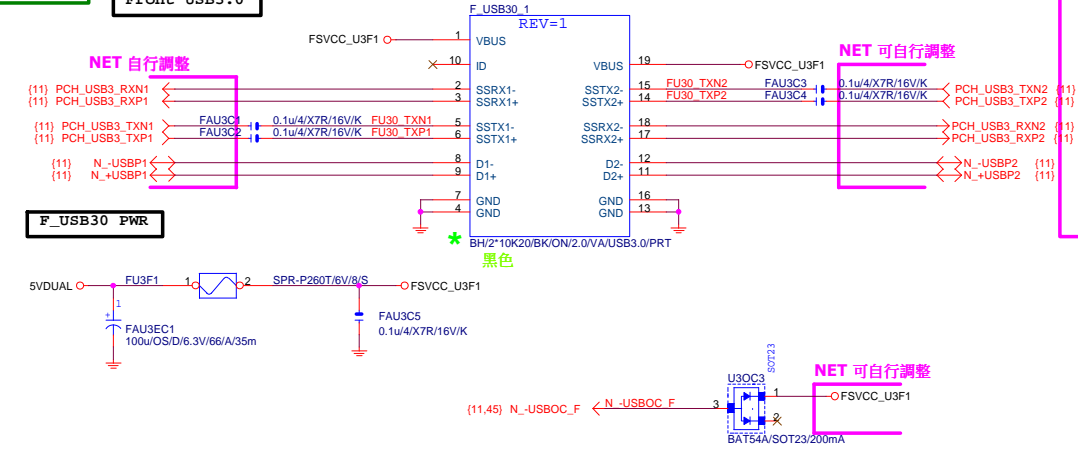 Front USB3.0
F_USB30_1
REV=1
FSVCC_U3F1
1
VBUS
10
ID
VBUS
19
FSVCC_U3F1
NET 自行調整
NET 可自行調整
{11} PCH_USB3_RXN1
2
SSRX1-
{11} PCH_USB3_RXP1
3
SSRX1+
SSTX2-
15
FU30_TXN2
FAU3C3
0.1u/4/X7R/16V/K
PCH_USB3_TXN2 {11}
SSTX2+
14
FU30_TXP2
FAU3C4
0.1u/4/X7R/16V/K
PCH_USB3_TXP2 {11}
{11} PCH_USB3_TXN1
FAU3C1
0.1u/4/X7R/16V/K
FU30_TXN1
5
SSTX1-
{11} PCH_USB3_TXP1
FAU3C2
0.1u/4/X7R/16V/K
FU30_TXP1
6
SSTX1+
SSRX2-
18
PCH_USB3_RXN2 {11}
SSRX2+
17
PCH_USB3_RXP2 {11}
{11} N_-USBP1
8
D1-
{11} N_+USBP1
9
D1+
D2-
12
N_-USBP2 {11}
D2+
11
N_+USBP2 {11}
7
GND
4
GND
GND
16
GND
13
F_USB30 PWR
* BH/2*10K20/BK/ON/2.0/VA/USB3.0/PRT
黑色
5VDUAL
FU3F1
1
2
SPR-P260T/6V/8/S
FSVCC_U3F1
1
+
FAU3EC1
100u/OS/D/6.3V/66/A/35m
FAU3C5
0.1u/4/X7R/16V/K
SOT23
NET 可自行調整
U3OC3
1
FSVCC_U3F1
{11,45} N_-USBOC_F
N_-USBOC_F
3
2
BAT54A/SOT23/200mA